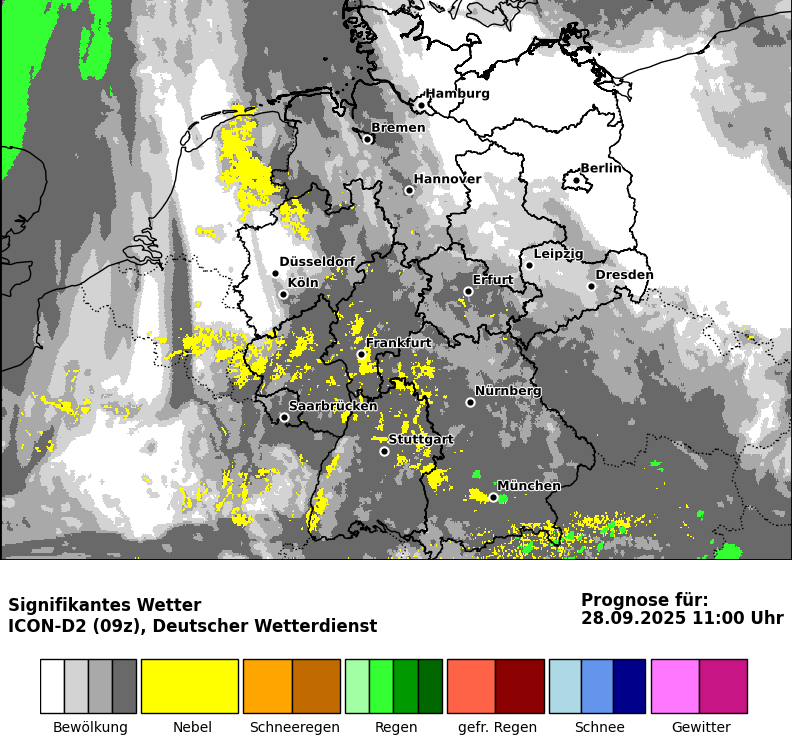 Hamburg
Bremen
Berlin
Hannover
Leipzig
Düsseldorf
Dresden
Erfurt
Köln
Frankfurt
Nürnberg
Saarbrücken
Stuttgart
München
Signifikantes Wetter
ICON-D2 (09z), Deutscher Wetterdienst
Prognose für:
28.09.2025 11:00 Uhr
Bewölkung Nebel Schneeregen Regen gefr. Regen Schnee Gewitter